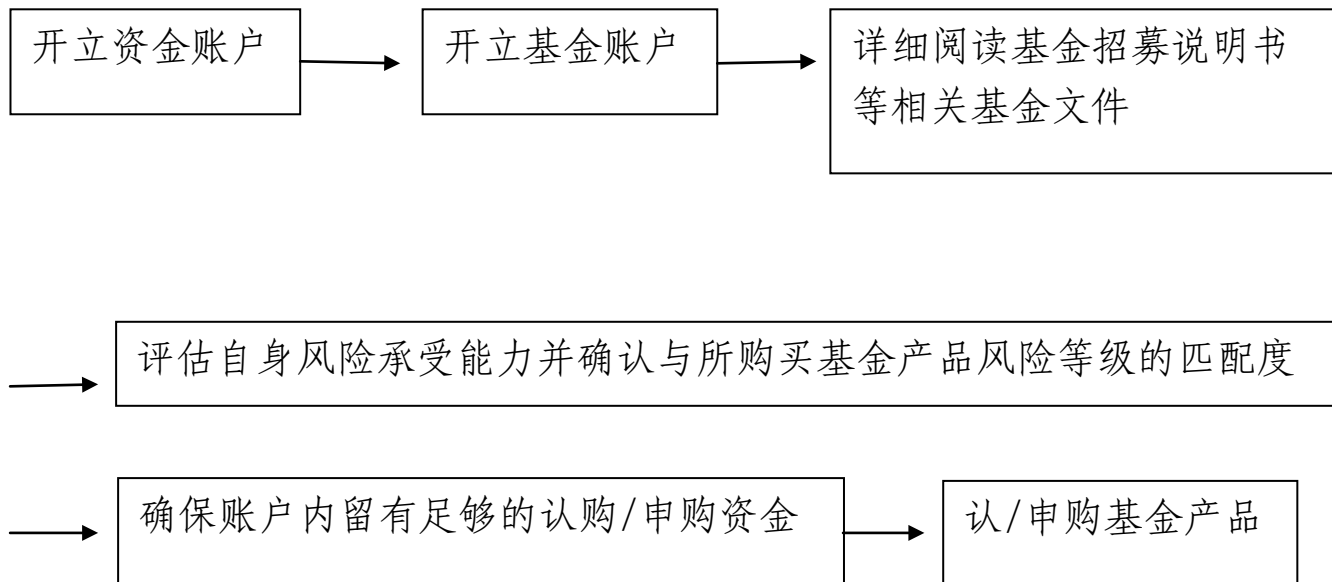 开立资金账户
开立基金账户
详细阅读基金招募说明书
等相关基金文件
评估自身风险承受能力并确认与所购买基金产品风险等级的匹配度
确保账户内留有足够的认购/申购资金
认/申购基金产品